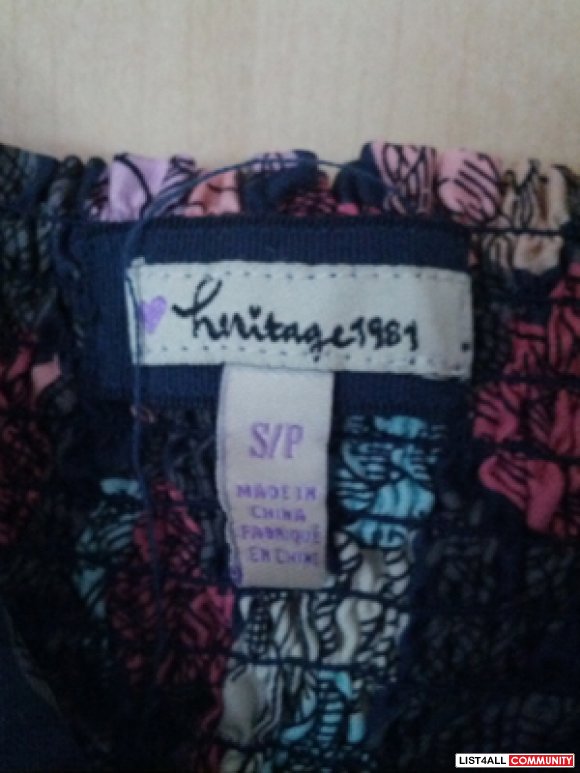 heritage1981
S/P
MADE IN
CHINA
FABRIQUÉ
EN CHINE
LIST4ALL COMMUNITY